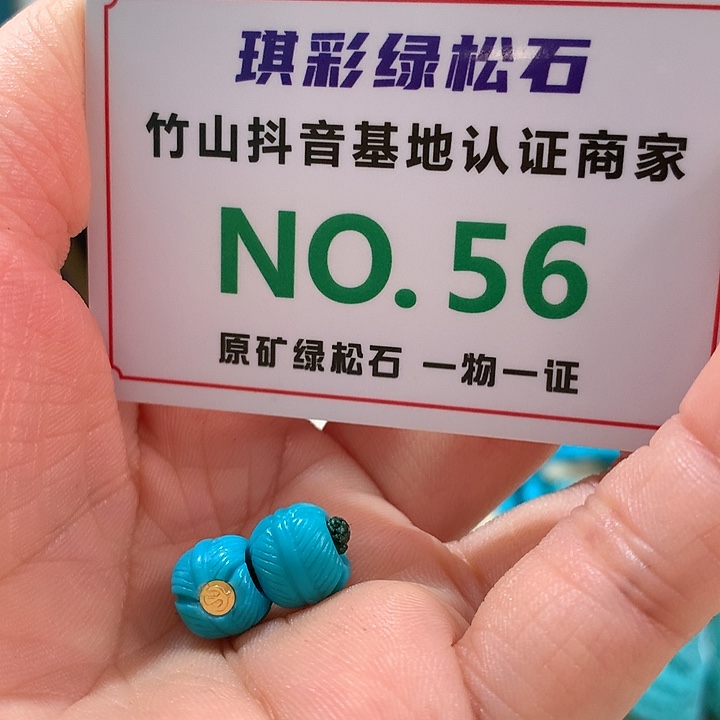 琪彩绿松石
竹山抖音基地认证商家
NO.56
原矿绿松石 一物一证